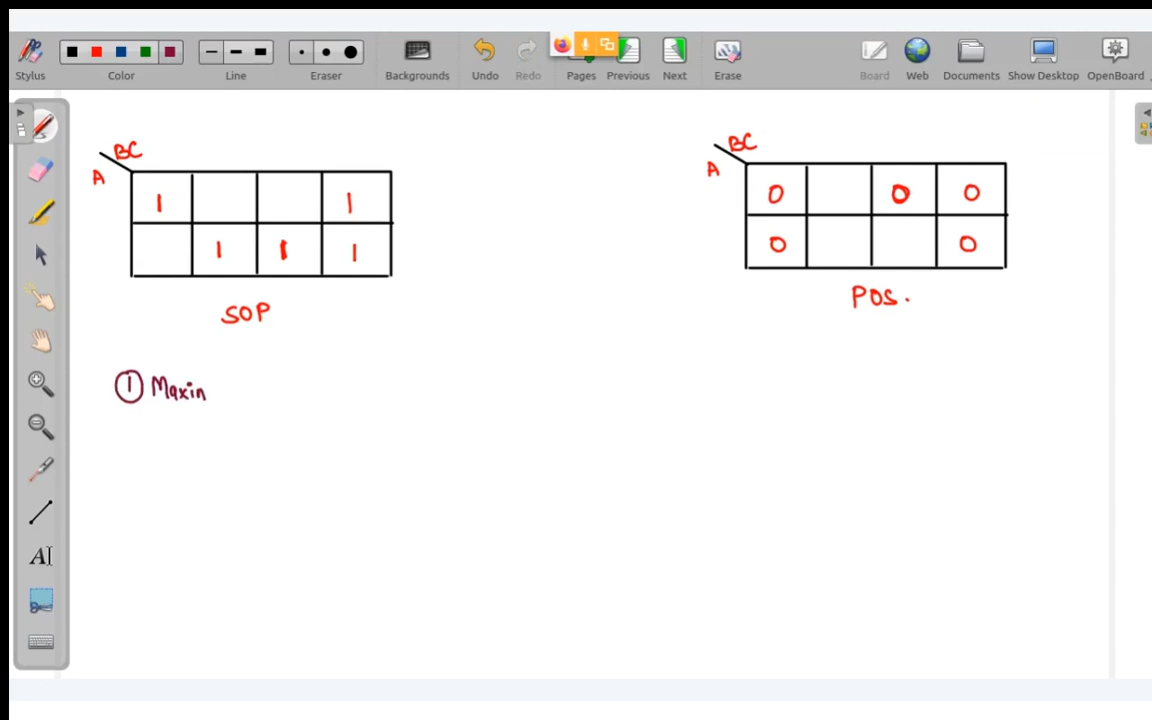 Stylus Color Line Eraser Backgrounds Undo Redo Pages Previous Next Erase Board Web Documents Show Desktop OpenBoard
BC
A
1 1
1 1 1
SOP
BC
A
0 0 0
0 0
POS.
① Maxin
AI